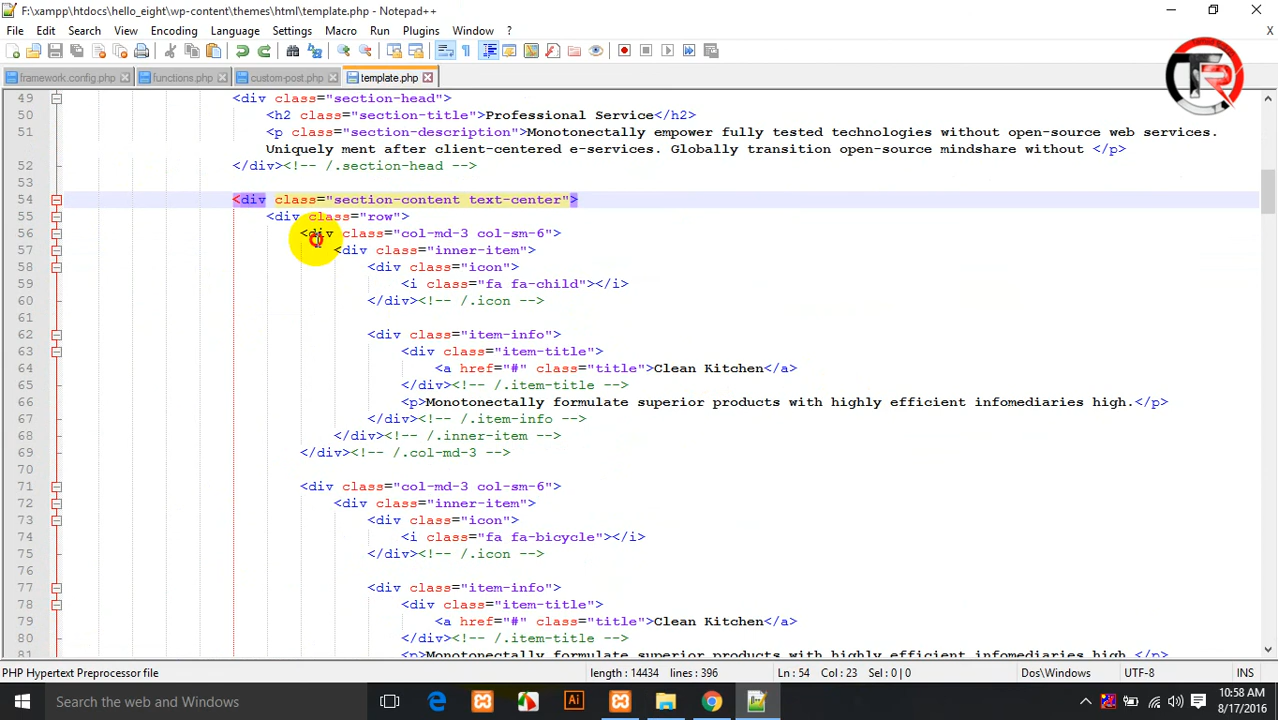 F:\xampp\htdocs\hello_eight\wp-content\themes\html\template.php - Notepad++
File Edit Search View Encoding Language Settings Macro Run Plugins Window ? X
framework.config.php functions.php custom-post.php template.php
49 <div class="section-head">
50 <h2 class="section-title">Professional Service</h2>
51 <p class="section-description">Monotonectally empower fully tested technologies without open-source web services.
Uniquely ment after client-centered e-services. Globally transition open-source mindshare without </p>
52 </div><!-- /.section-head -->
53
54 <div class="section-content text-center">
55 <div class="row">
56 <div class="col-md-3 col-sm-6">
57 <div class="inner-item">
58 <div class="icon">
59 <i class="fa fa-child"></i>
60 </div><!-- /.icon -->
61
62 <div class="item-info">
63 <div class="item-title">
64 <a href="#" class="title">Clean Kitchen</a>
65 </div><!-- /.item-title -->
66 <p>Monotonectally formulate superior products with highly efficient infomediaries high.</p>
67 </div><!-- /.item-info -->
68 </div><!-- /.inner-item -->
69 </div><!-- /.col-md-3 -->
70
71 <div class="col-md-3 col-sm-6">
72 <div class="inner-item">
73 <div class="icon">
74 <i class="fa fa-bicycle"></i>
75 </div><!-- /.icon -->
76
77 <div class="item-info">
78 <div class="item-title">
79 <a href="#" class="title">Clean Kitchen</a>
80 </div><!-- /.item-title -->
81 <p>Monotonectally formulate superior products with highly efficient infomediaries high.</p>
PHP Hypertext Preprocessor file length : 14434 lines : 396 Ln : 54 Col : 23 Sel : 0 | 0 Dos\Windows UTF-8 INS
Search the web and Windows 10:58 AM
8/17/2016